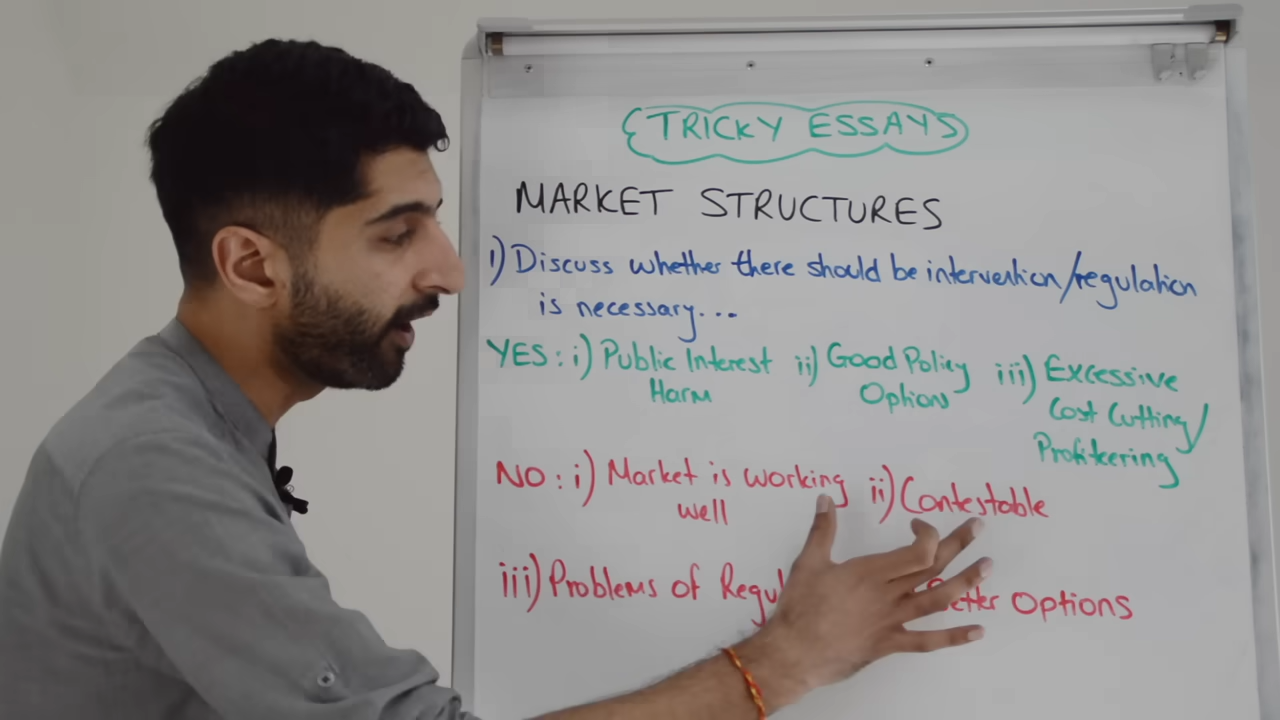 TRICKY ESSAYS
MARKET STRUCTURES
1) Discuss whether there should be intervention/regulation
is necessary...
YES: i) Public Interest Harm ii) Good Policy Options iii) Excessive Cost Cutting/ Profiteering
NO: i) Market is working well ii) Contestable
iii) Problems of Regu Better Options